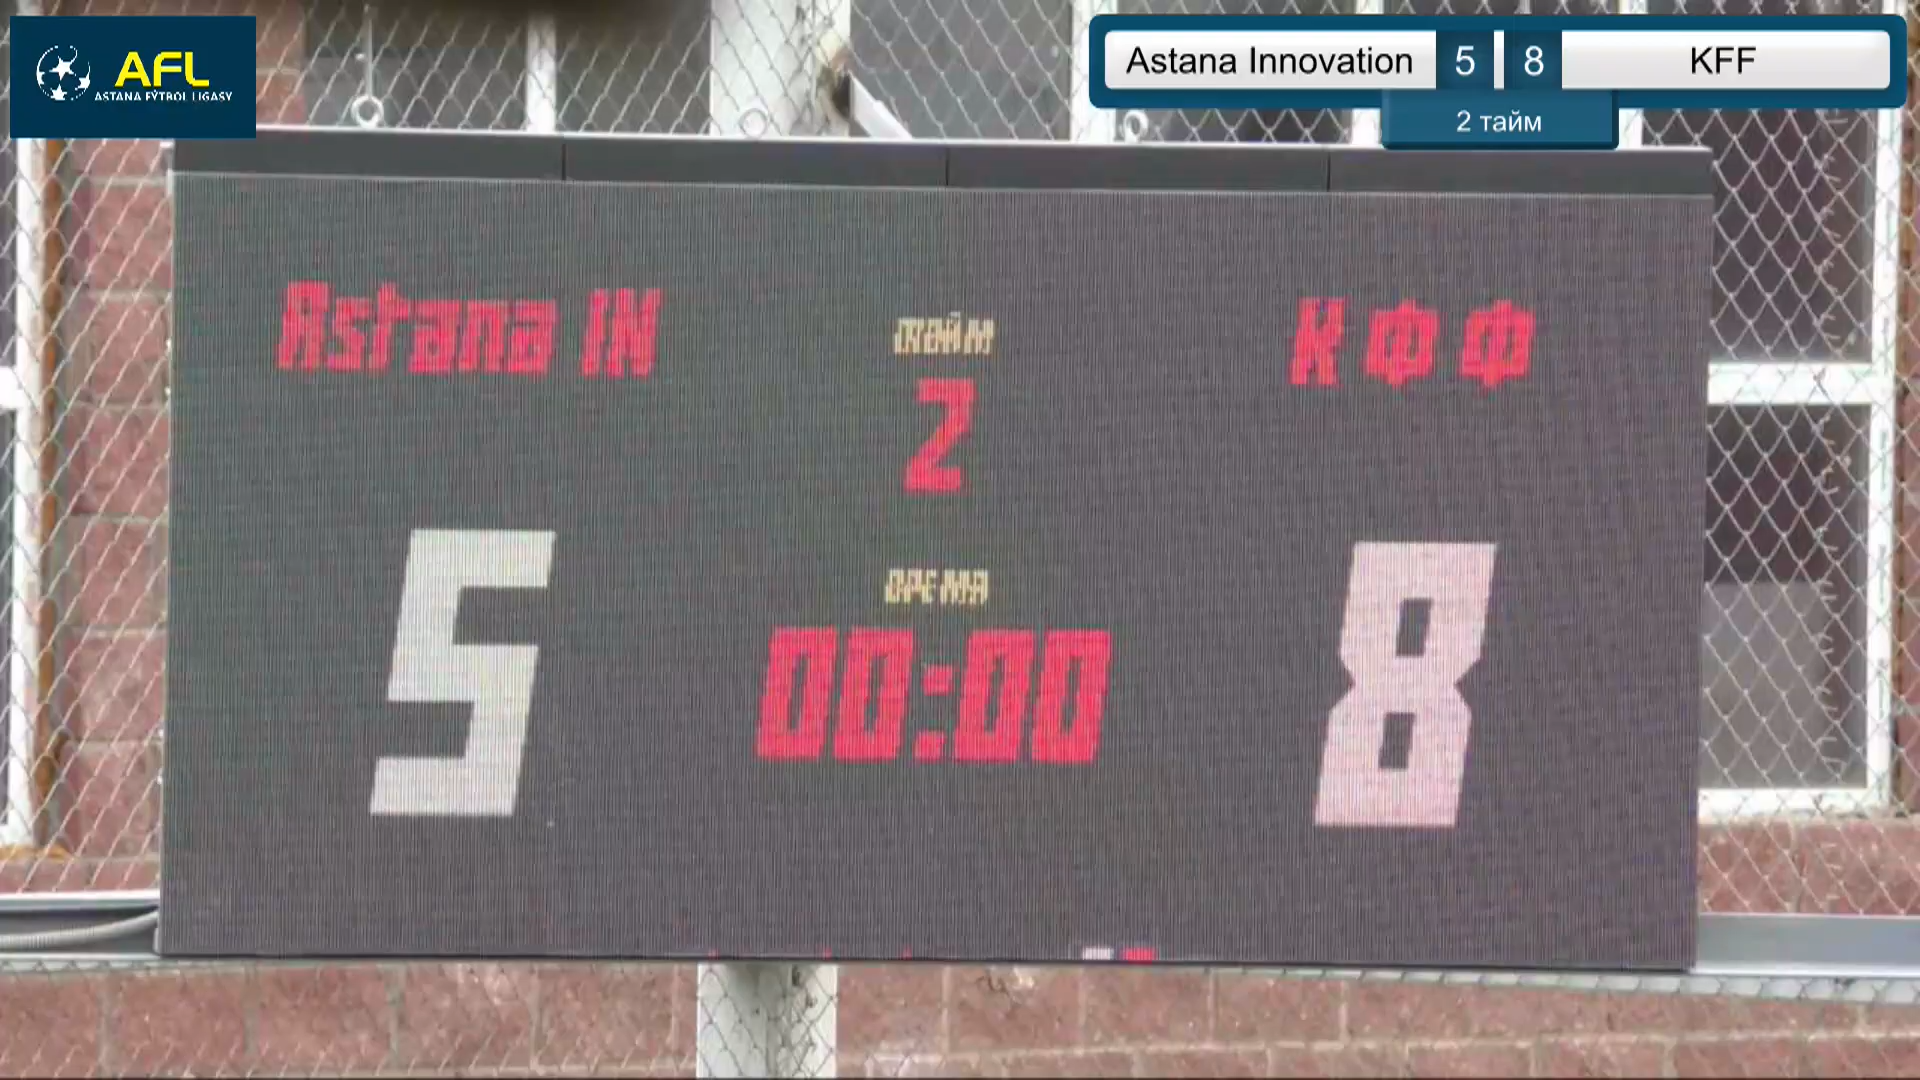 AFL
ASTANA FÝTBOL LIGASY
Astana Innovation 5 8 KFF
2 тайм
Astana IN
тайм
КФФ
2
5
время
00:00
8